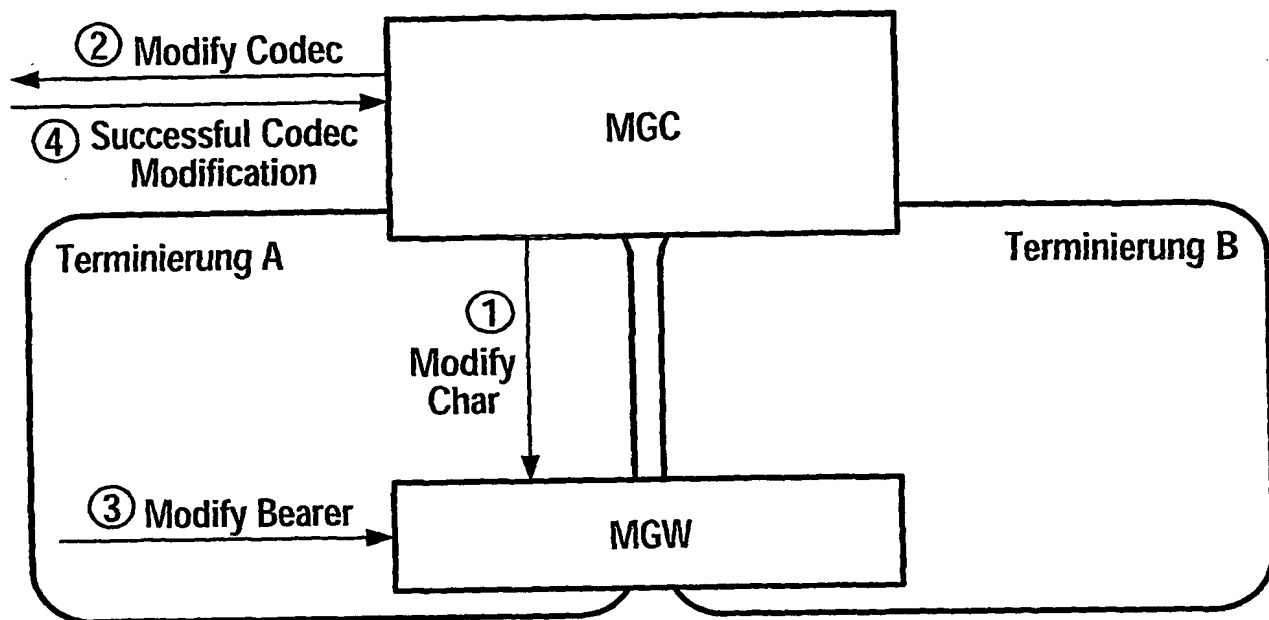 ② Modify Codec
④ Successful Codec
Modification
MGC
Terminierung A
Terminierung B
①
Modify
Char
③ Modify Bearer
MGW